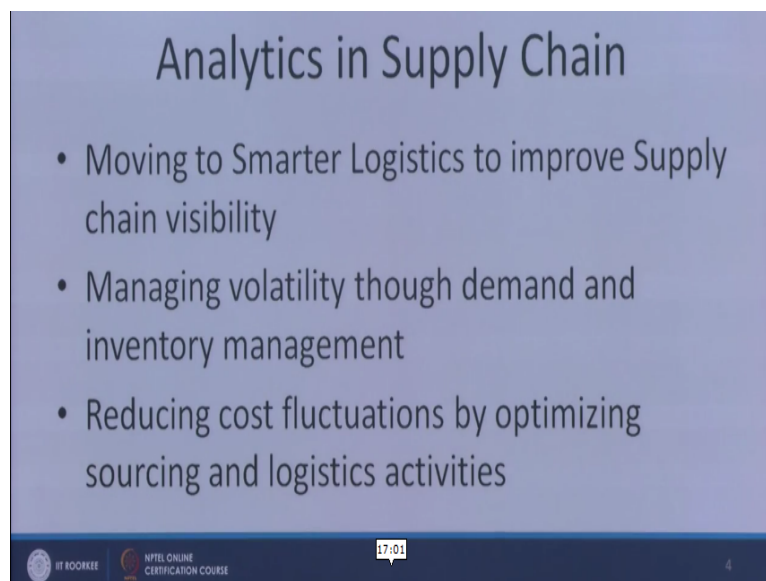 Analytics in Supply Chain
• Moving to Smarter Logistics to improve Supply
chain visibility
• Managing volatility though demand and
inventory management
• Reducing cost fluctuations by optimizing
sourcing and logistics activities
IIT ROORKEE
NPTEL ONLINE
CERTIFICATION COURSE
17:01
4